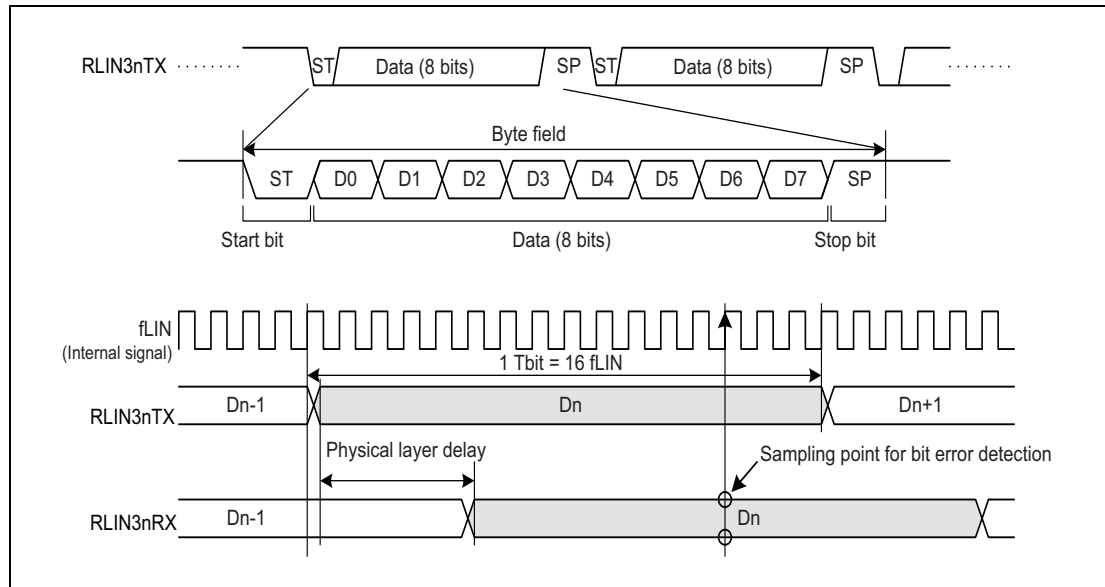 RLIN3nTX ........ ST Data (8 bits) SP ST Data (8 bits) SP ........
Byte field
ST D0 D1 D2 D3 D4 D5 D6 D7 SP
Start bit Data (8 bits) Stop bit
fLIN
(Internal signal)
1 Tbit = 16 fLIN
RLIN3nTX Dn-1 Dn Dn+1
Physical layer delay
Sampling point for bit error detection
RLIN3nRX Dn-1 Dn